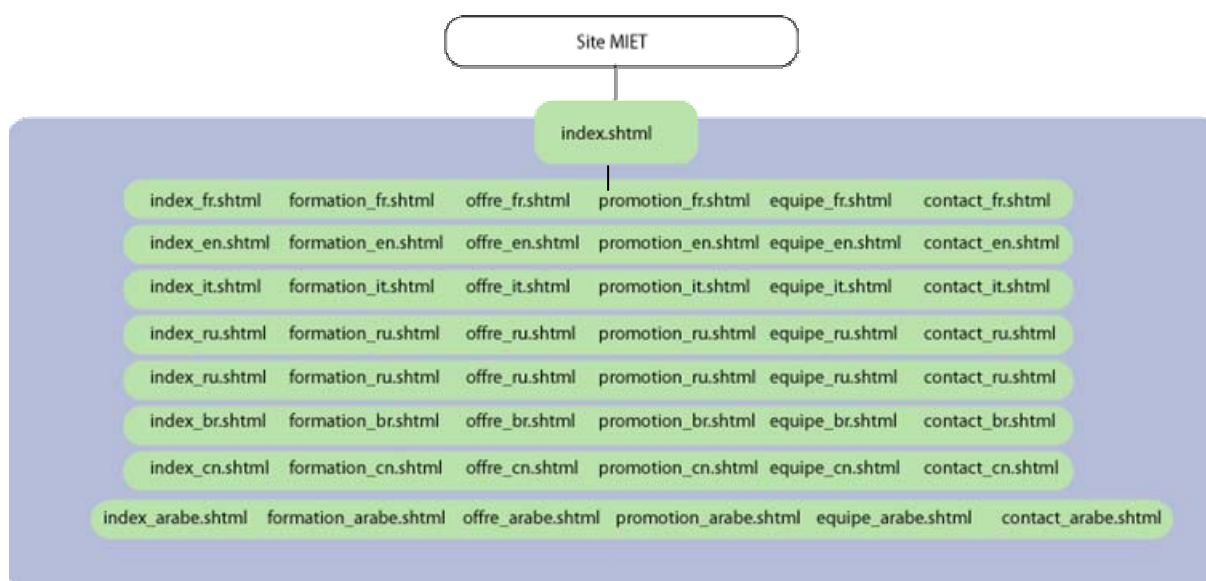 Site MIET
index.shtml
index_fr.shtml formation_fr.shtml offre_fr.shtml promotion_fr.shtml equipe_fr.shtml contact_fr.shtml
index_en.shtml formation_en.shtml offre_en.shtml promotion_en.shtml equipe_en.shtml contact_en.shtml
index_it.shtml formation_it.shtml offre_it.shtml promotion_it.shtml equipe_it.shtml contact_it.shtml
index_ru.shtml formation_ru.shtml offre_ru.shtml promotion_ru.shtml equipe_ru.shtml contact_ru.shtml
index_ru.shtml formation_ru.shtml offre_ru.shtml promotion_ru.shtml equipe_ru.shtml contact_ru.shtml
index_br.shtml formation_br.shtml offre_br.shtml promotion_br.shtml equipe_br.shtml contact_br.shtml
index_cn.shtml formation_cn.shtml offre_cn.shtml promotion_cn.shtml equipe_cn.shtml contact_cn.shtml
index_arabe.shtml formation_arabe.shtml offre_arabe.shtml promotion_arabe.shtml equipe_arabe.shtml contact_arabe.shtml